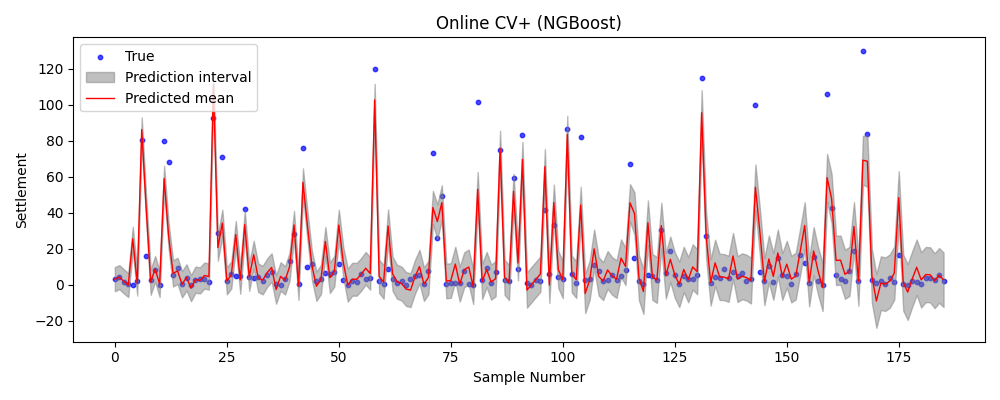 Online CV+ (NGBoost)
True
Prediction interval
Predicted mean
Settlement
120
100
80
60
40
20
0
−20
0 25 50 75 100 125 150 175
Sample Number